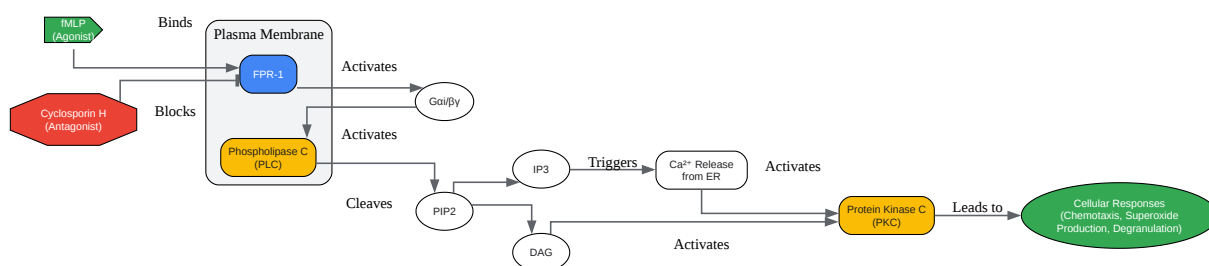 fMLP
(Agonist)
Binds
Plasma Membrane
FPR-1
Activates
Cyclosporin H
(Antagonist)
Blocks
Gαi/βγ
Activates
Phospholipase C
(PLC)
Cleaves
PIP2
IP3
Triggers
Ca²⁺ Release
from ER
Activates
DAG
Activates
Protein Kinase C
(PKC)
Leads to
Cellular Responses
(Chemotaxis, Superoxide
Production, Degranulation)